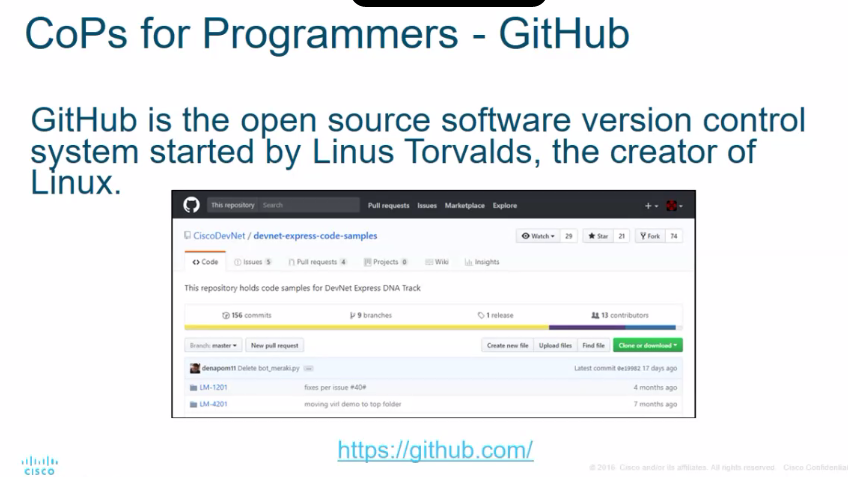 CoPs for Programmers - GitHub
GitHub is the open source software version control
system started by Linus Torvalds, the creator of
Linux.
This repository Search Pull requests Issues Marketplace Explore
CiscoDevNet / devnet-express-code-samples Watch 29 Star 21 Fork 74
Code Issues 5 Pull requests 4 Projects 0 Wiki Insights
This repository holds code samples for DevNet Express DNA Track
156 commits 9 branches 1 release 13 contributors
Branch: master New pull request Create new file Upload files Find file Clone or download
denapom11 Delete bot_meraki.py Latest commit 17 days ago
LM-1201 fixes per issue #40# 4 months ago
LM-4201 moving virl demo to top folder 7 months ago
https://github.com/
CISCO
© 2016 Cisco and/or its affiliates. All rights reserved. Cisco Confidentia